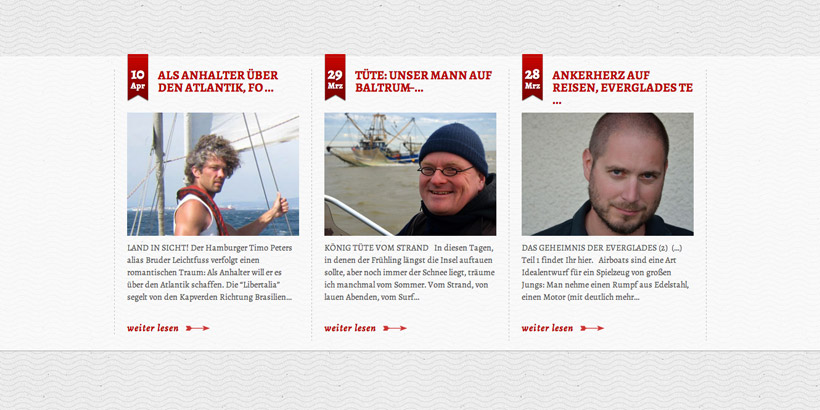 10
Apr
ALS ANHALTER ÜBER
DEN ATLANTIK, FO ...
LAND IN SICHT! Der Hamburger Timo Peters
alias Bruder Leichtfuss verfolgt einen
romantischen Traum: Als Anhalter will er es
über den Atlantik schaffen. Die "Libertalia"
segelt von den Kapverden Richtung Brasilien...
weiter lesen
29
Mrz
TÜTE: UNSER MANN AUF
BALTRUM–...
KÖNIG TÜTE VOM STRAND In diesen Tagen,
in denen der Frühling längst die Insel auftauen
sollte, aber noch immer der Schnee liegt, träume
ich manchmal vom Sommer. Vom Strand, von
lauen Abenden, vom Surf...
weiter lesen
28
Mrz
ANKERHERZ AUF
REISEN, EVERGLADES TE
...
DAS GEHEIMNIS DER EVERGLADES (2) (...)
Teil 1 findet Ihr hier. Airboats sind eine Art
Idealentwurf für ein Spielzeug von großen
Jungs: Man nehme einen Rumpf aus Edelstahl,
einen Motor (mit deutlich mehr...
weiter lesen